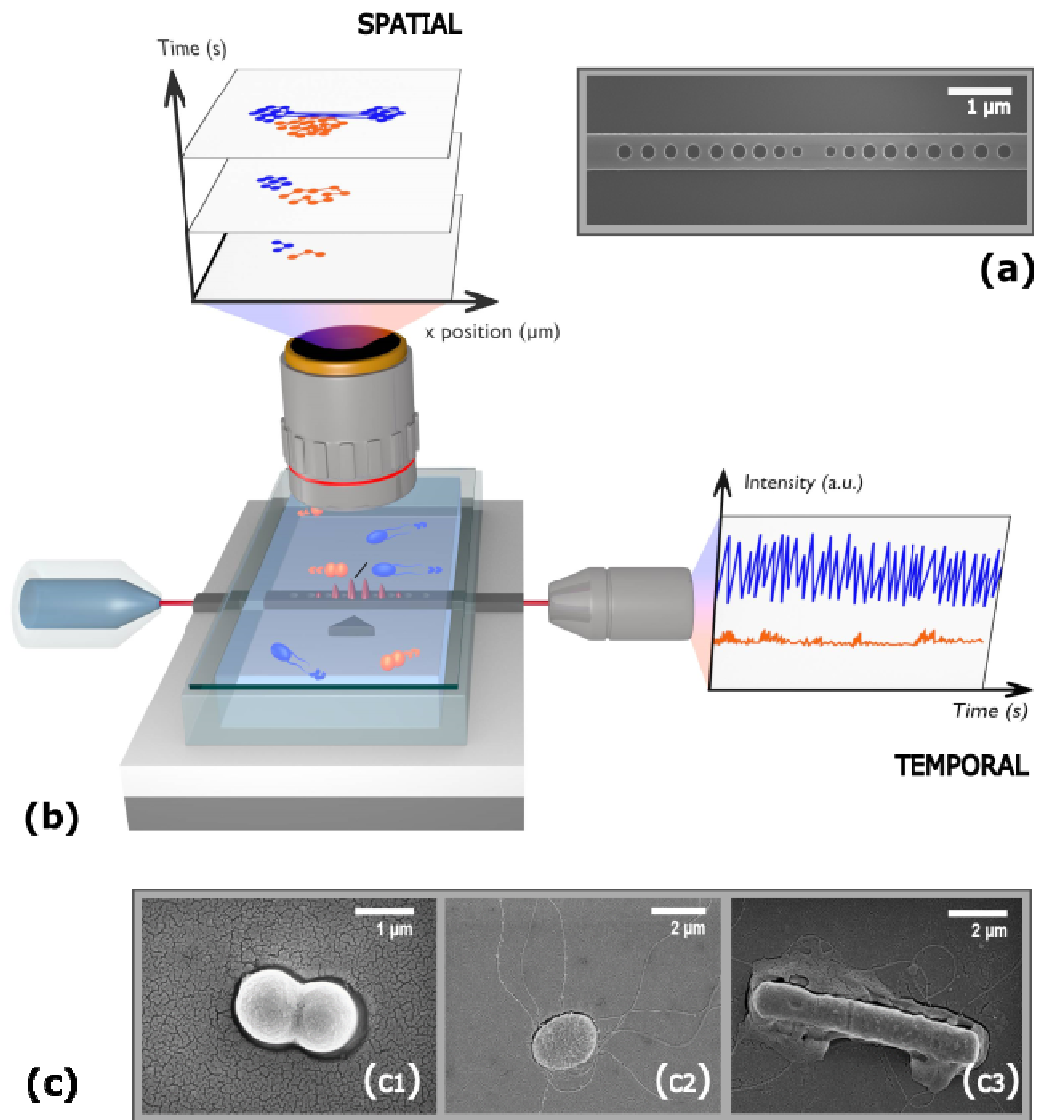 SPATIAL
Time (s)
1 µm
(a)
x position (µm)
Intensity (a.u.)
Time (s)
TEMPORAL
(b)
1 µm
2 µm
2 µm
(c)
(c1)
(c2)
(c3)